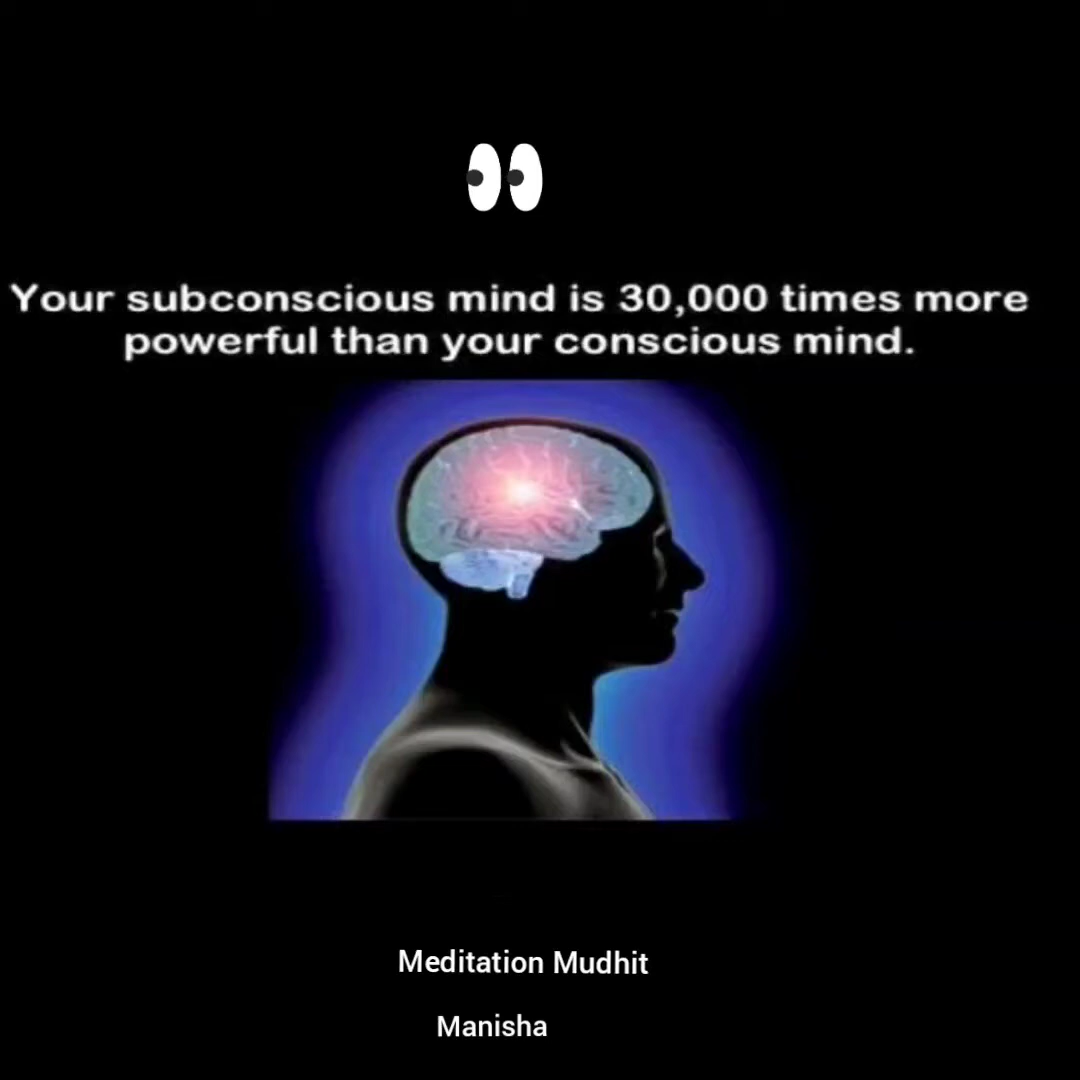 Your subconscious mind is 30,000 times more
powerful than your conscious mind.
Meditation Mudhit
Manisha